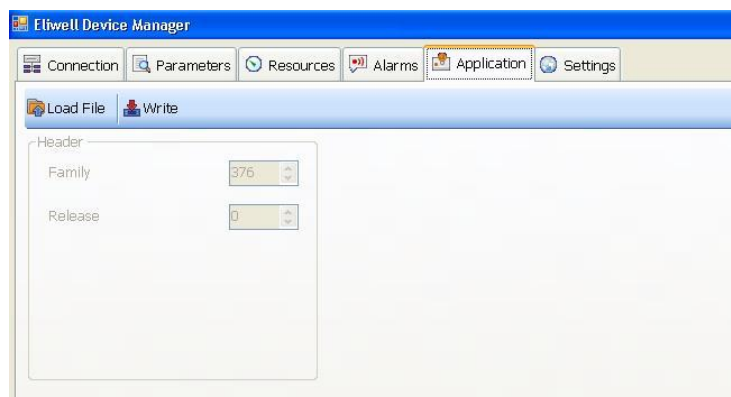 Eliwell Device Manager
Connection Parameters Resources Alarms Application Settings
Load File Write
Header
Family 376
Release 0